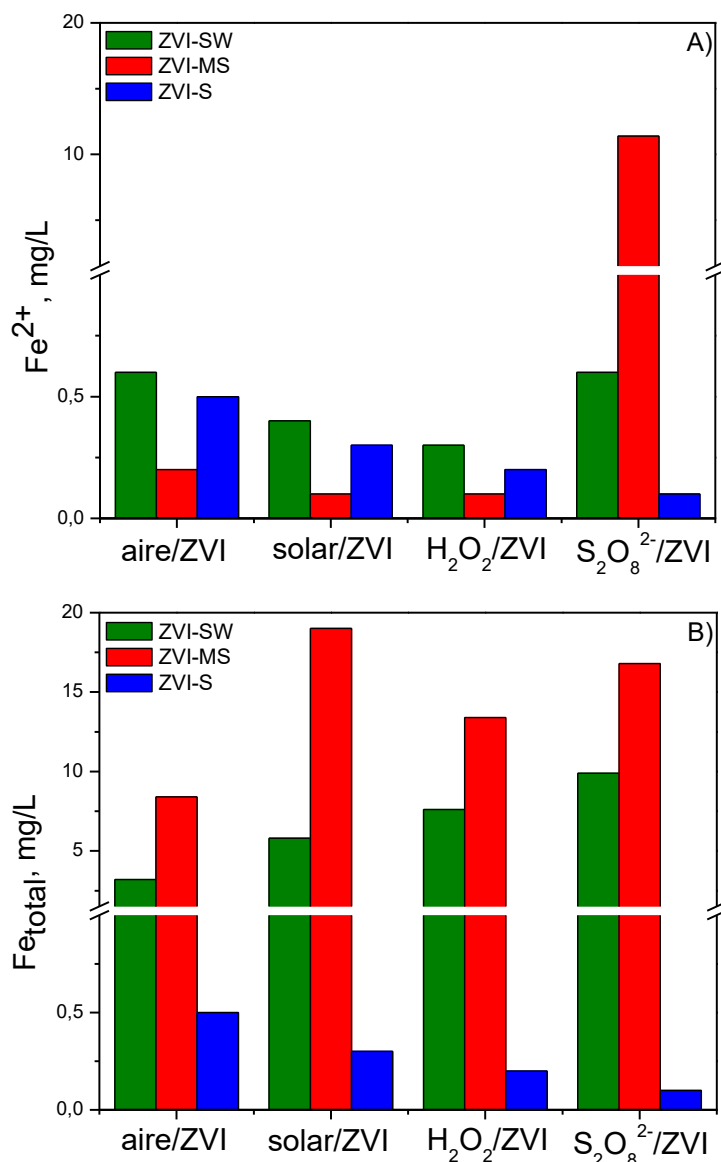 A)
ZVI-SW
ZVI-MS
ZVI-S
Fe²⁺, mg/L
20
10
0,5
0,0
aire/ZVI solar/ZVI H₂O₂/ZVI S₂O₈²⁻/ZVI
B)
ZVI-SW
ZVI-MS
ZVI-S
Fetotal, mg/L
20
15
10
5
0,5
0,0
aire/ZVI solar/ZVI H₂O₂/ZVI S₂O₈²⁻/ZVI